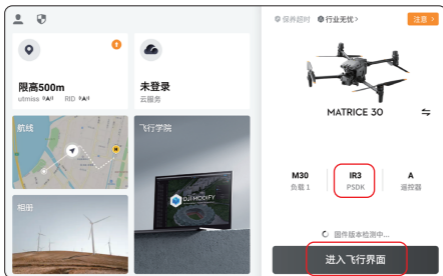 保养超时 行业无忧>
注意 >
限高500m
utmiss RID
未登录
云服务
MATRICE 30
航线
飞行学院
DJI MODIFY
M30
负载 1
IR3
PSDK
A
遥控器
相册
固件版本检测中...
进入飞行界面